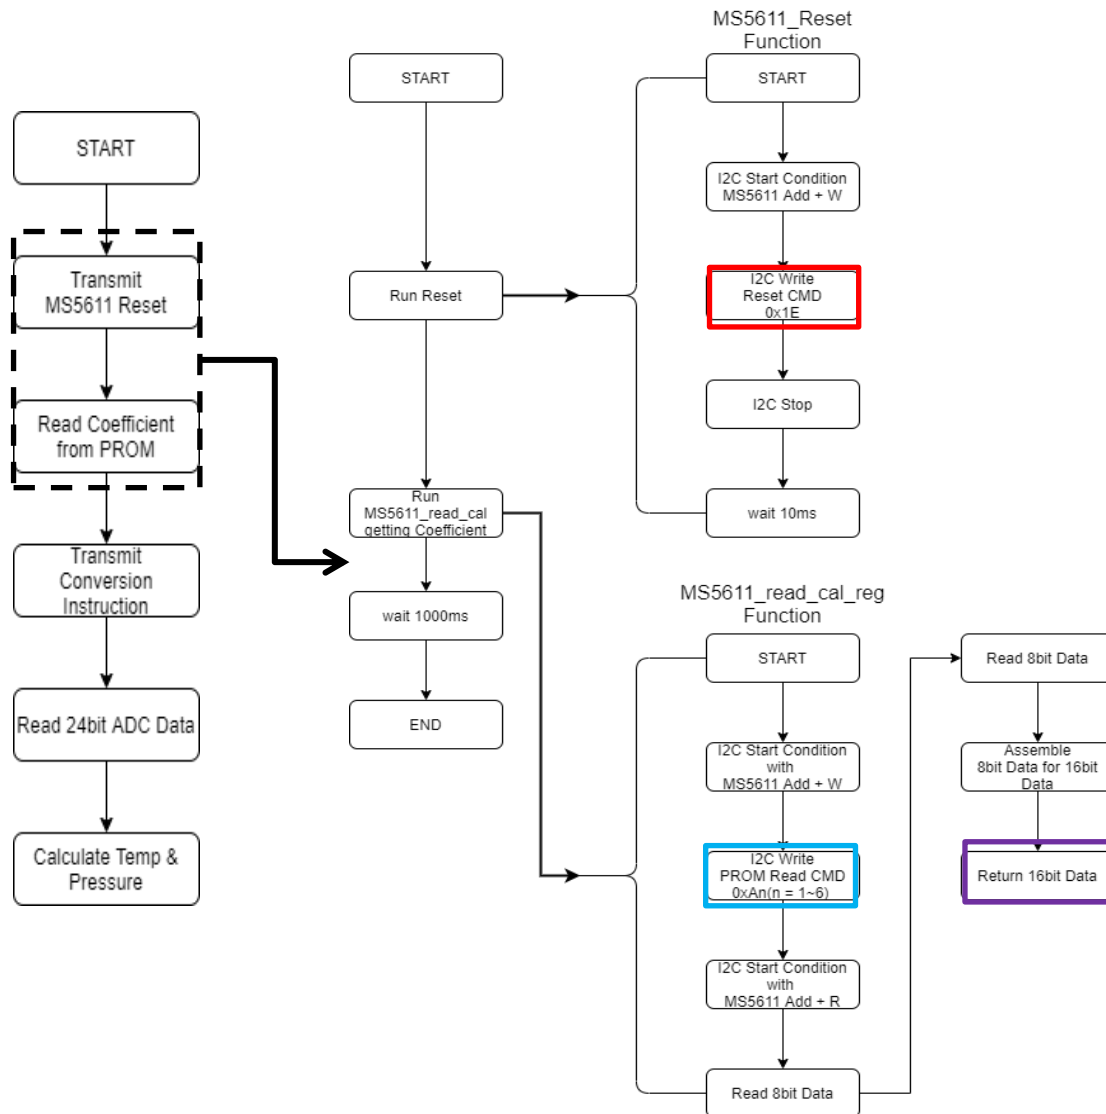 START
Transmit
MS5611 Reset
Read Coefficient
from PROM
Transmit
Conversion
Instruction
Read 24bit ADC Data
Calculate Temp &
Pressure
START
Run Reset
Run
MS5611_read_cal
getting Coefficient
wait 1000ms
END
MS5611_Reset
Function
START
I2C Start Condition
MS5611 Add + W
I2C Write
Reset CMD
0x1E
I2C Stop
wait 10ms
MS5611_read_cal_reg
Function
START
I2C Start Condition
with
MS5611 Add + W
I2C Write
PROM Read CMD
0xAn(n = 1~6)
I2C Start Condition
with
MS5611 Add + R
Read 8bit Data
Read 8bit Data
Assemble
8bit Data for 16bit
Data
Return 16bit Data